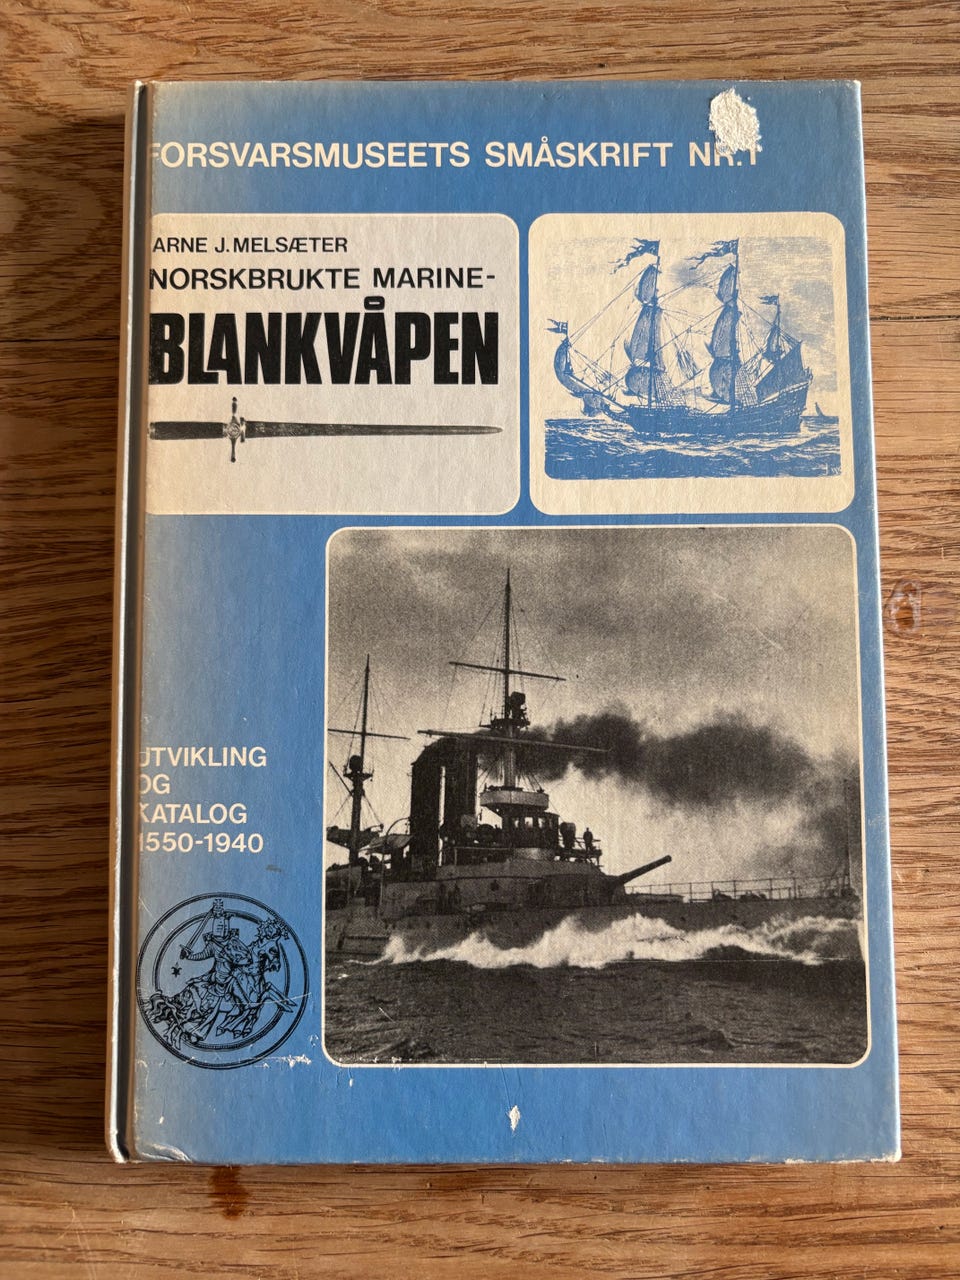 FORSVARSMUSEETS SMÅSKRIFT NR.1
ARNE J. MELSÆTER
NORSKBRUKTE MARINE-
BLANKVÅPEN
UTVIKLING
OG
KATALOG
1550-1940